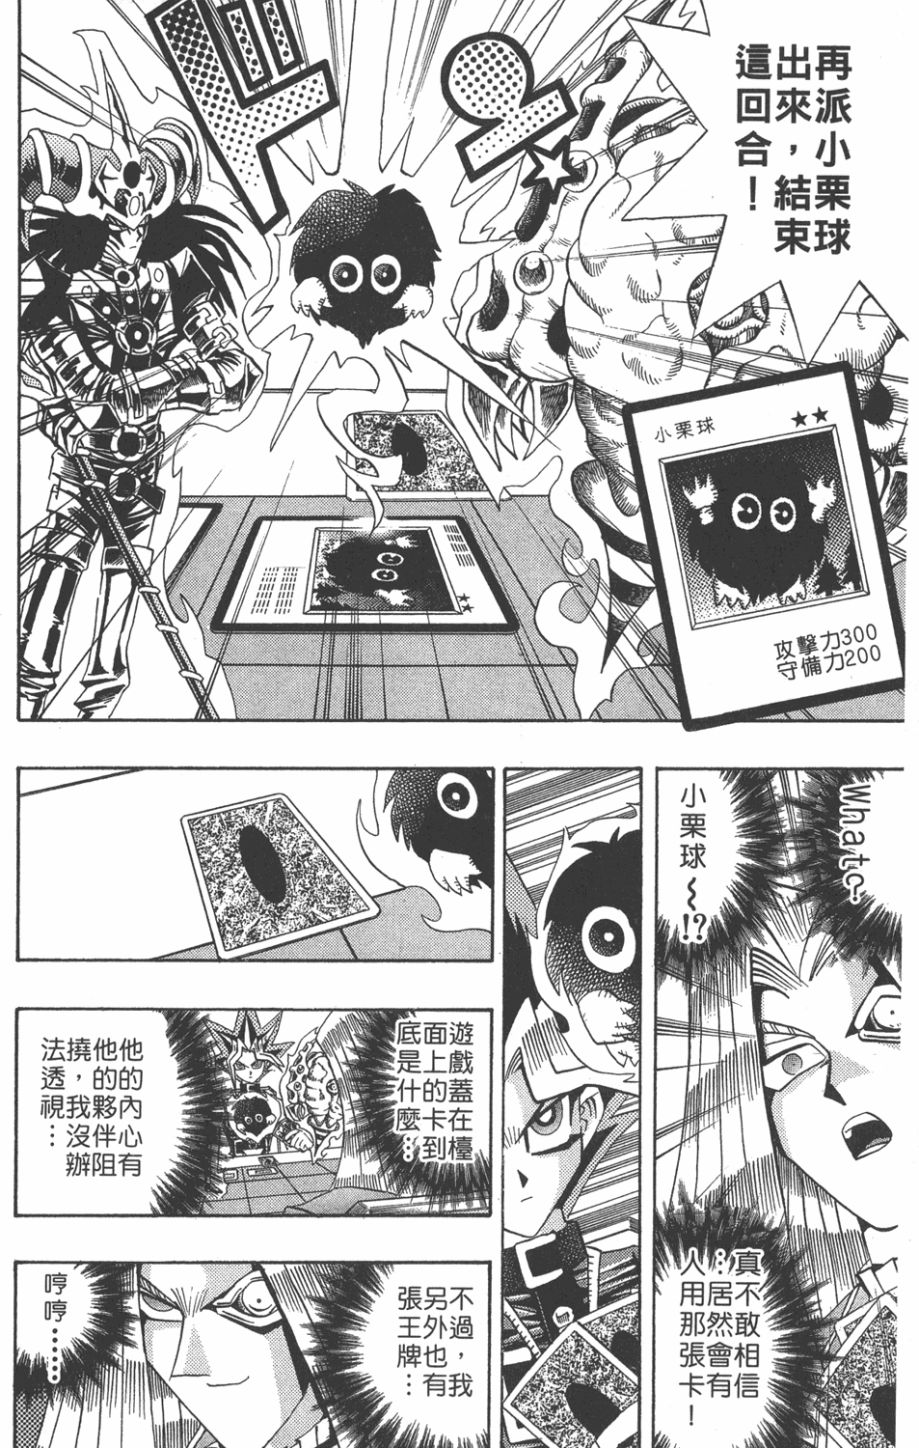 再派小栗球
出來，結束
這回合！
ドン
小栗球
★★
攻擊力300
守備力200
What⊂・
小栗球～!?
真不敢相信
…居然會有
人用那張卡！
遊戲蓋在檯
面上的卡到
底是什麼…
他的內心有
他的夥伴阻
撓，我沒辦
法透視…
不過，我
另外也有
張王牌…
哼哼……